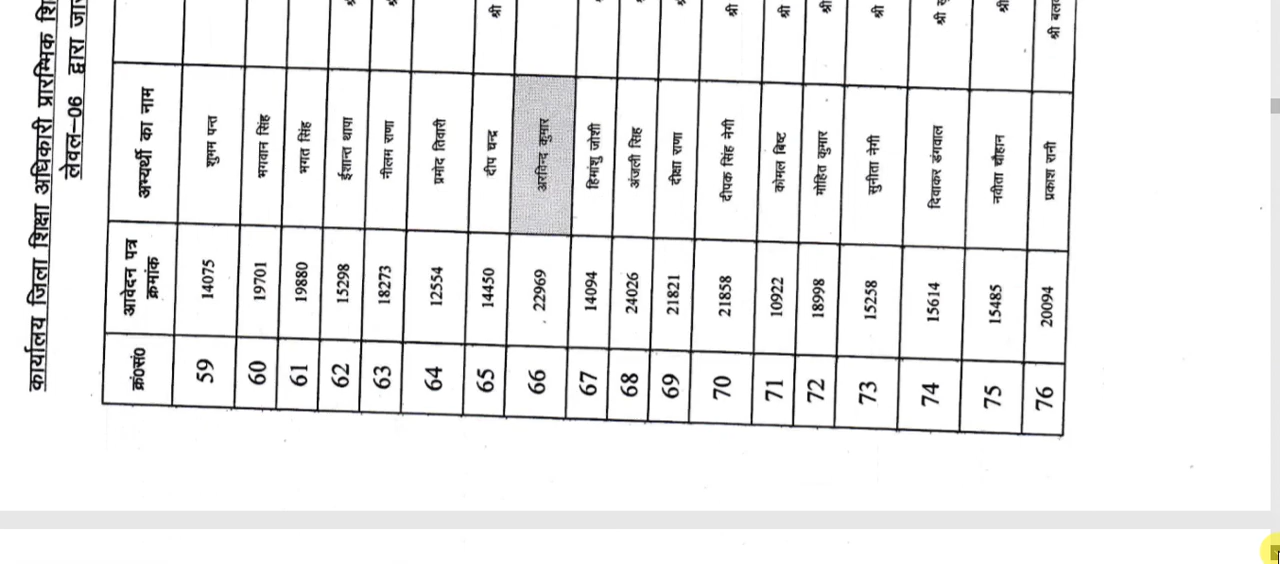 कार्यालय जिला शिक्षा अधिकारी प्रारम्भिक
लेवल–06 द्वारा
क्रं०सं० आवेदन पत्र क्रमांक अभ्यर्थी का नाम
59 14075 शुभम पन्त
60 19701 भगवान सिंह
61 19880 भगत सिंह
62 15298 ईशान्त थापा
63 18273 नीलम राणा
64 12554 प्रमोद तिवारी
65 14450 दीप चन्द्र श्री
66 22969 अरविन्द कुमार
67 14094 हिमांशु जोशी
68 24026 अंजली सिह
69 21821 दीक्षा राणा
70 21858 दीपक सिंह नेगी श्री
71 10922 कोमल बिष्ट श्री
72 18998 मोहित कुमार श्री
73 15258 सुनीता नेगी श्री
74 15614 दिवाकर डंगवाल श्री
75 15485 नवीता चौहान श्री
76 20094 प्रकाश रानी श्री